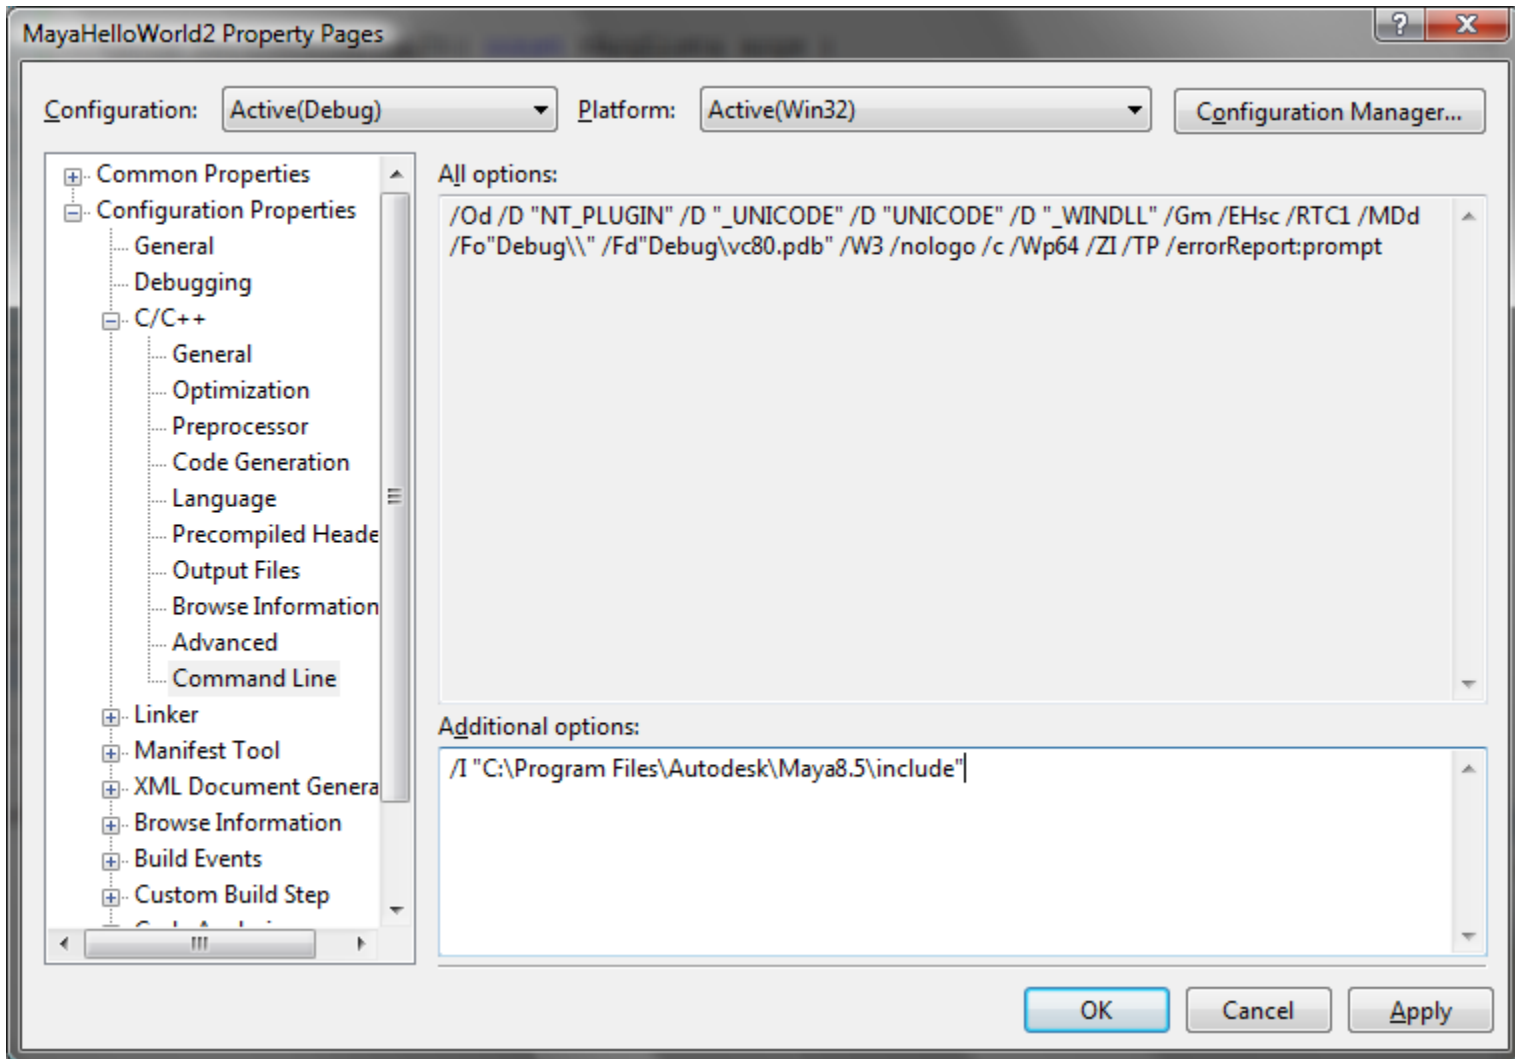 MayaHelloWorld2 Property Pages
?
Configuration: Active(Debug) Platform: Active(Win32) Configuration Manager...
Common Properties
Configuration Properties
General
Debugging
C/C++
General
Optimization
Preprocessor
Code Generation
Language
Precompiled Heade
Output Files
Browse Information
Advanced
Command Line
Linker
Manifest Tool
XML Document Genera
Browse Information
Build Events
Custom Build Step
All options:
/Od /D "NT_PLUGIN" /D "_UNICODE" /D "UNICODE" /D "_WINDLL" /Gm /EHsc /RTC1 /MDd
/Fo"Debug\\" /Fd"Debug\vc80.pdb" /W3 /nologo /c /Wp64 /ZI /TP /errorReport:prompt
Additional options:
/I "C:\Program Files\Autodesk\Maya8.5\include"
OK Cancel Apply